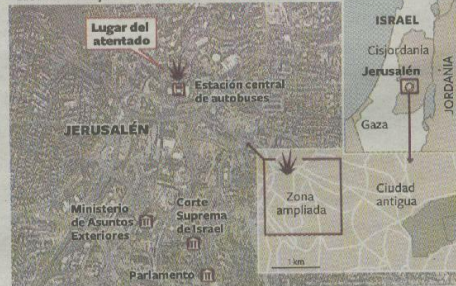 Lugar del
atentado
Estación central
de autobuses
JERUSALÉN
Ministerio
de Asuntos
Exteriores
Corte
Suprema
de Israel
Parlamento
ISRAEL
Cisjordania
Jerusalén
Gaza
JORDANIA
Zona
ampliada
Ciudad
antigua
1 km